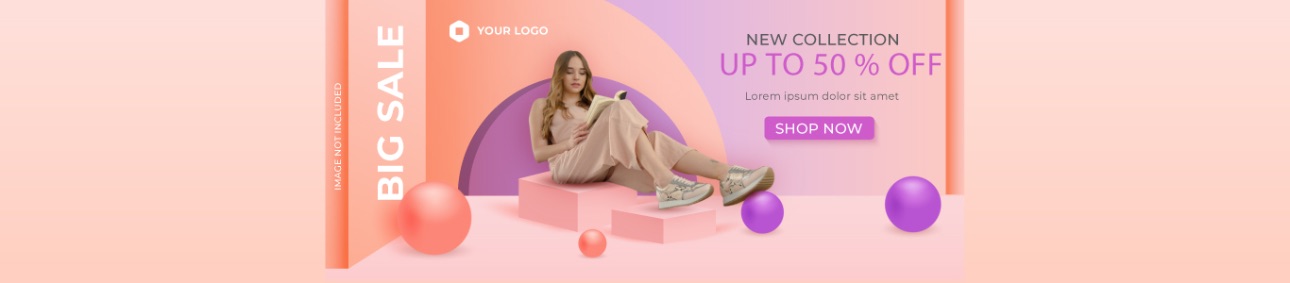 IMAGE NOT INCLUDED
BIG SALE
YOUR LOGO
NEW COLLECTION
UP TO 50 % OFF
Lorem ipsum dolor sit amet
SHOP NOW